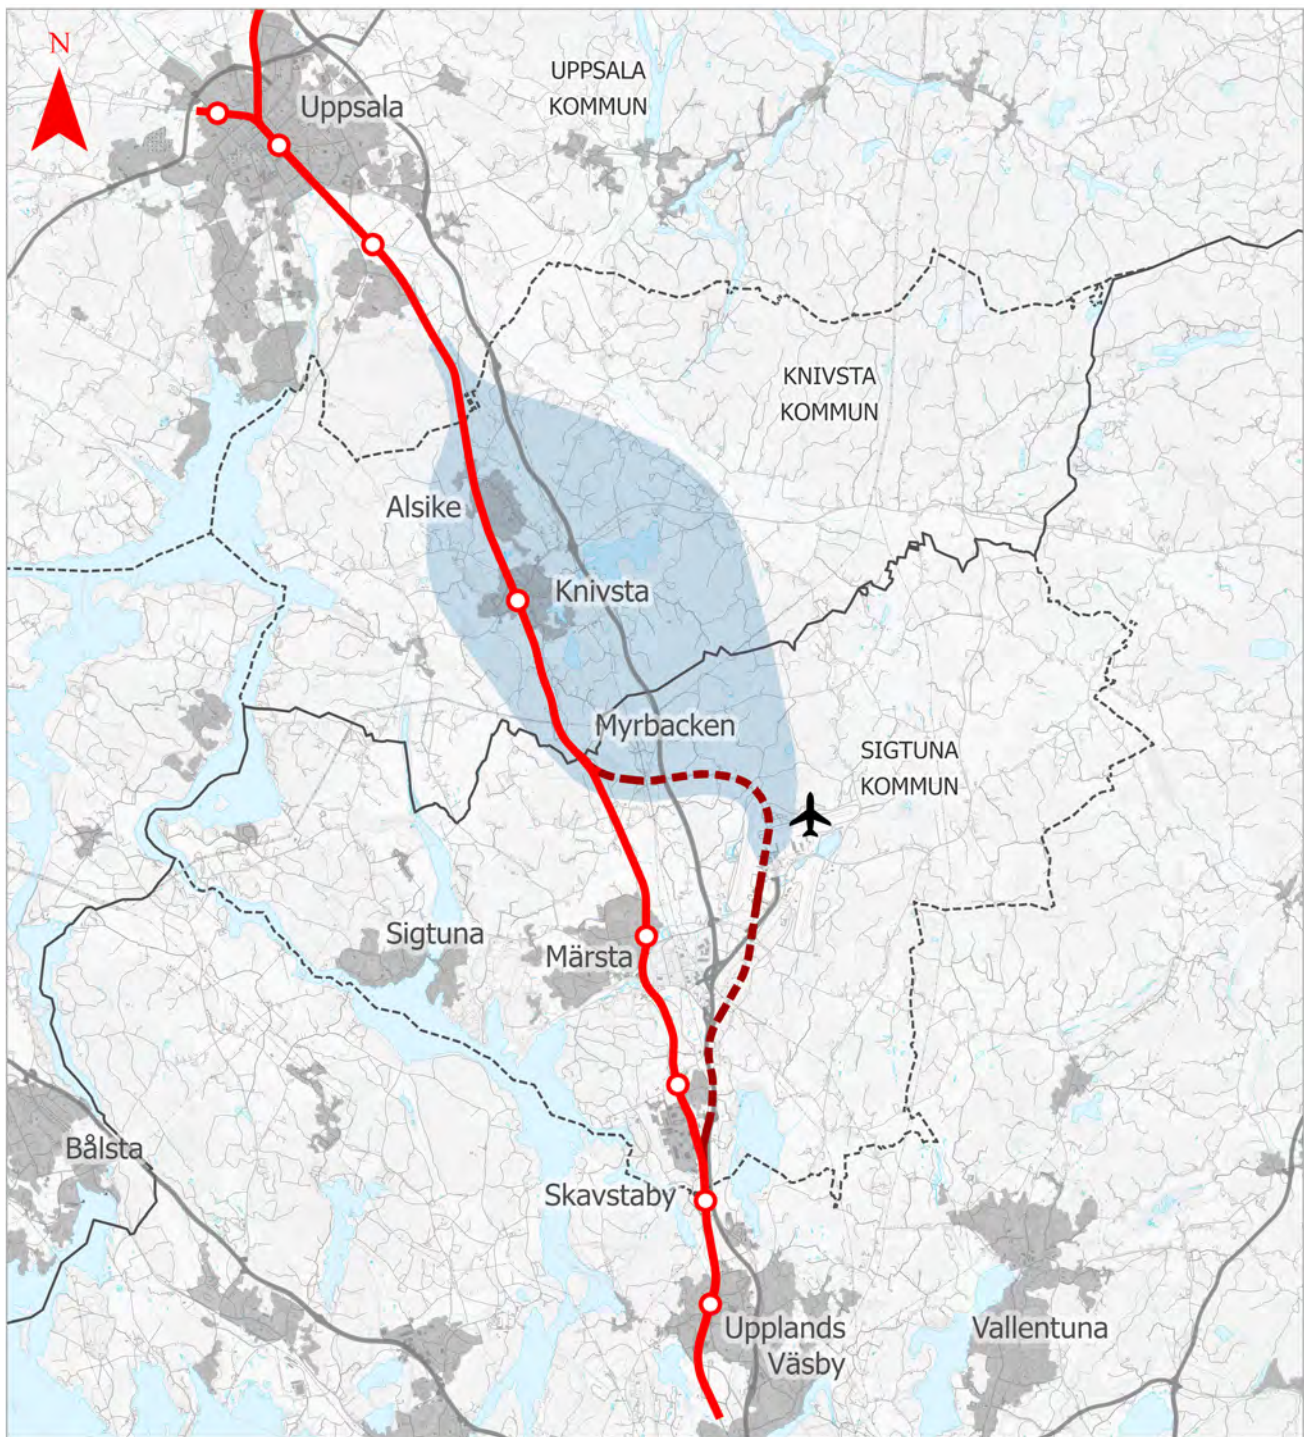 N
UPPSALA
KOMMUN
Uppsala
KNIVSTA
KOMMUN
Alsike
Knivsta
Myrbacken
SIGTUNA
KOMMUN
Sigtuna
Märsta
Bålsta
Skavstaby
Upplands
Väsby
Vallentuna